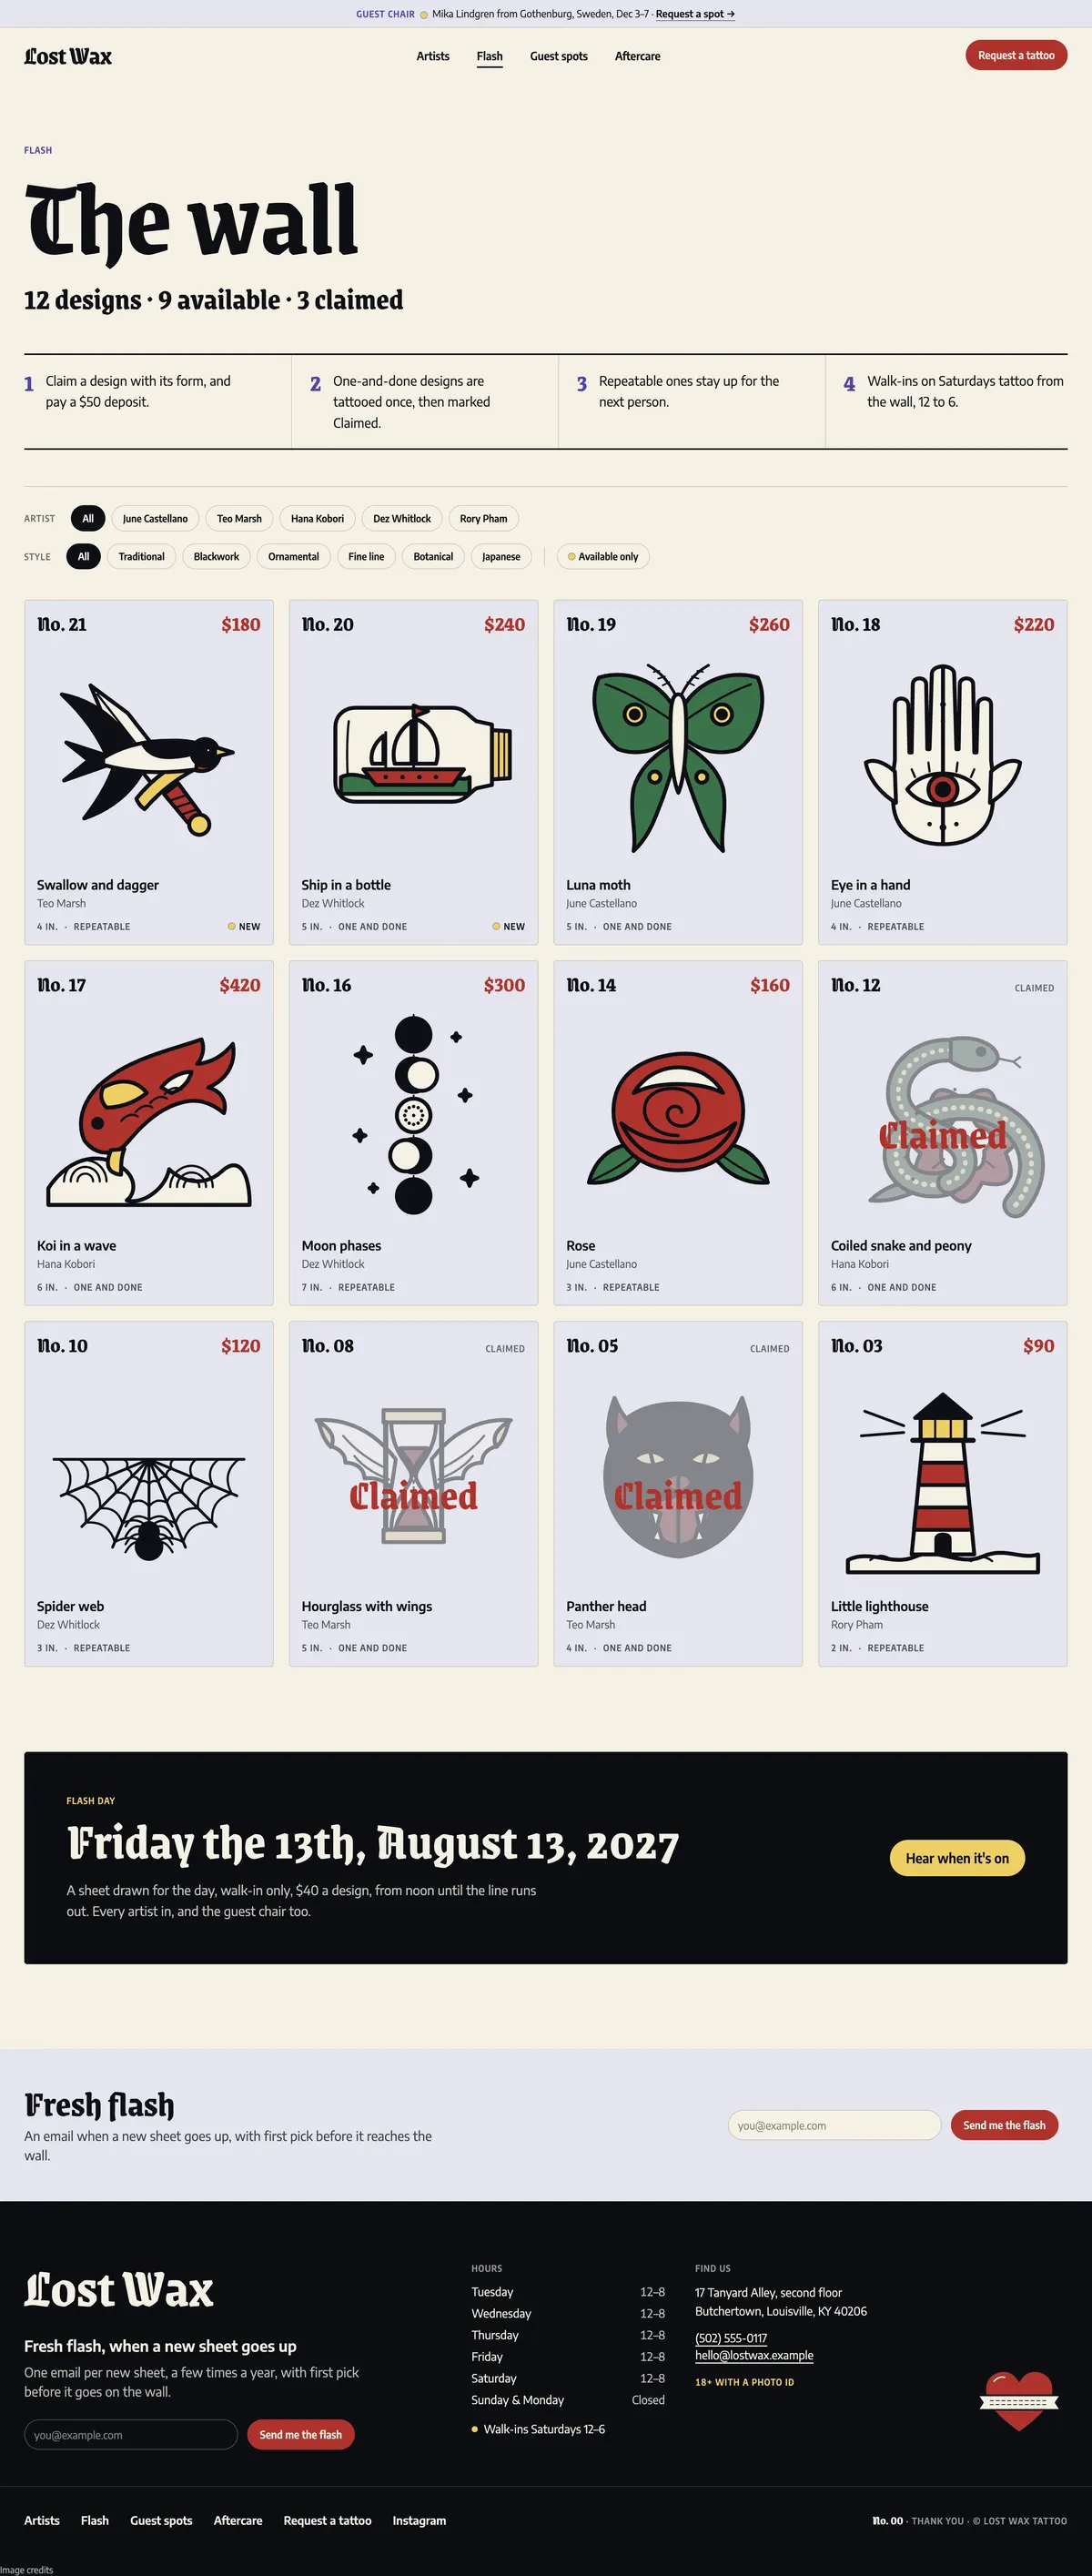 GUEST CHAIR Mika Lindgren from Gothenburg, Sweden, Dec 3–7 · Request a spot →
Lost Wax
Artists Flash Guest spots Aftercare
Request a tattoo
FLASH
The wall
12 designs · 9 available · 3 claimed
1 Claim a design with its form, and
pay a $50 deposit.
2 One-and-done designs are
tattooed once, then marked
Claimed.
3 Repeatable ones stay up for the
next person.
4 Walk-ins on Saturdays tattoo from
the wall, 12 to 6.
ARTIST All June Castellano Teo Marsh Hana Kobori Dez Whitlock Rory Pham
STYLE All Traditional Blackwork Ornamental Fine line Botanical Japanese Available only
No. 21 $180
Swallow and dagger
Teo Marsh
4 IN. · REPEATABLE NEW
No. 20 $240
Ship in a bottle
Dez Whitlock
5 IN. · ONE AND DONE NEW
No. 19 $260
Luna moth
June Castellano
5 IN. · ONE AND DONE
No. 18 $220
Eye in a hand
June Castellano
4 IN. · REPEATABLE
No. 17 $420
Koi in a wave
Hana Kobori
6 IN. · ONE AND DONE
No. 16 $300
Moon phases
Dez Whitlock
7 IN. · REPEATABLE
No. 14 $160
Rose
June Castellano
3 IN. · REPEATABLE
No. 12 CLAIMED
Claimed
Coiled snake and peony
Hana Kobori
6 IN. · ONE AND DONE
No. 10 $120
Spider web
Dez Whitlock
3 IN. · REPEATABLE
No. 08 CLAIMED
Claimed
Hourglass with wings
Teo Marsh
5 IN. · ONE AND DONE
No. 05 CLAIMED
Claimed
Panther head
Teo Marsh
4 IN. · ONE AND DONE
No. 03 $90
Little lighthouse
Rory Pham
2 IN. · REPEATABLE
FLASH DAY
Friday the 13th, August 13, 2027
A sheet drawn for the day, walk-in only, $40 a design, from noon until the line runs
out. Every artist in, and the guest chair too.
Hear when it's on
Fresh flash
An email when a new sheet goes up, with first pick before it reaches the
wall.
you@example.com Send me the flash
Lost Wax
Fresh flash, when a new sheet goes up
One email per new sheet, a few times a year, with first pick
before it goes on the wall.
you@example.com Send me the flash
HOURS
Tuesday 12–8
Wednesday 12–8
Thursday 12–8
Friday 12–8
Saturday 12–8
Sunday & Monday Closed
Walk-ins Saturdays 12–6
FIND US
17 Tanyard Alley, second floor
Butchertown, Louisville, KY 40206
(502) 555-0117
hello@lostwax.example
18+ WITH A PHOTO ID
Artists Flash Guest spots Aftercare Request a tattoo Instagram
No. 00 · THANK YOU · © LOST WAX TATTOO
Image credits